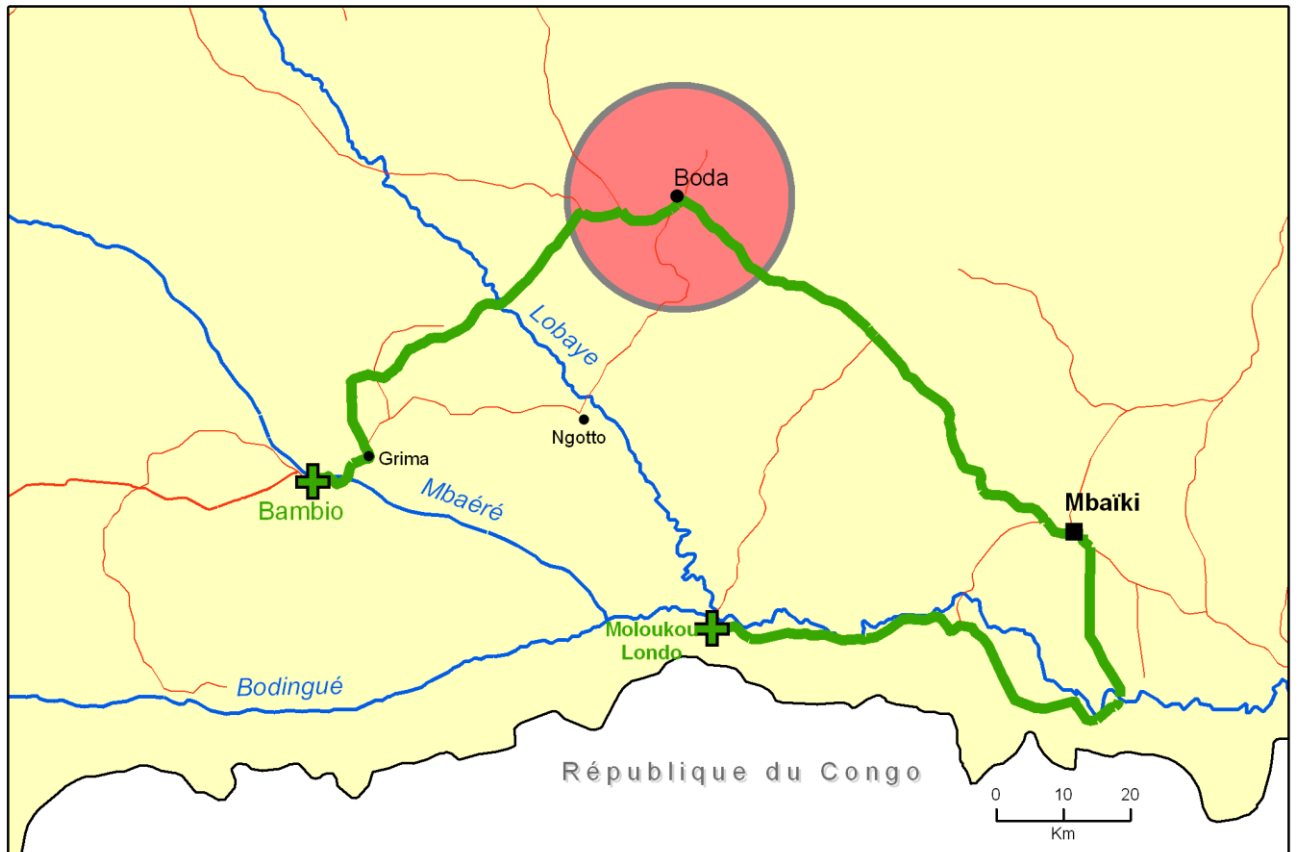 Boda
Lobaye
Ngotto
Grima
Mbaéré
Bambio
Mbaïki
Moloukou
Londo
Bodingué
République du Congo
0 10 20
Km